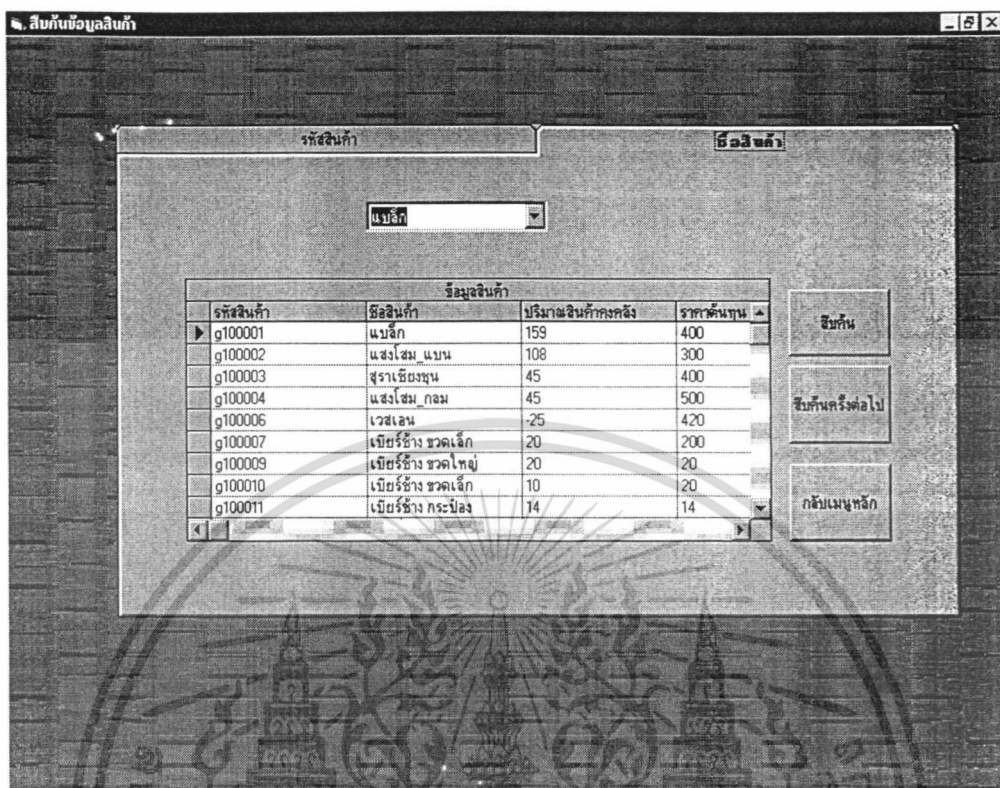 สืบค้นข้อมูลสินค้า
รหัสสินค้า ชื่อสินค้า
แบล็ก
ข้อมูลสินค้า
รหัสสินค้า ชื่อสินค้า ปริมาณสินค้าคงคลัง ราคาต้นทุน
g100001 แบล็ก 159 400
g100002 แสงโสม_แบน 108 300
g100003 สุราเชียงชุน 45 400
g100004 แสงโสม_กลม 45 500
g100006 เวสเลน -25 420
g100007 เบียร์ช้าง ขวดเล็ก 20 200
g100009 เบียร์ช้าง ขวดใหญ่ 20 20
g100010 เบียร์ช้าง ขวดเล็ก 10 20
g100011 เบียร์ช้าง กระป๋อง 14 14
สืบค้น
สืบค้นครั้งต่อไป
กลับเมนูหลัก